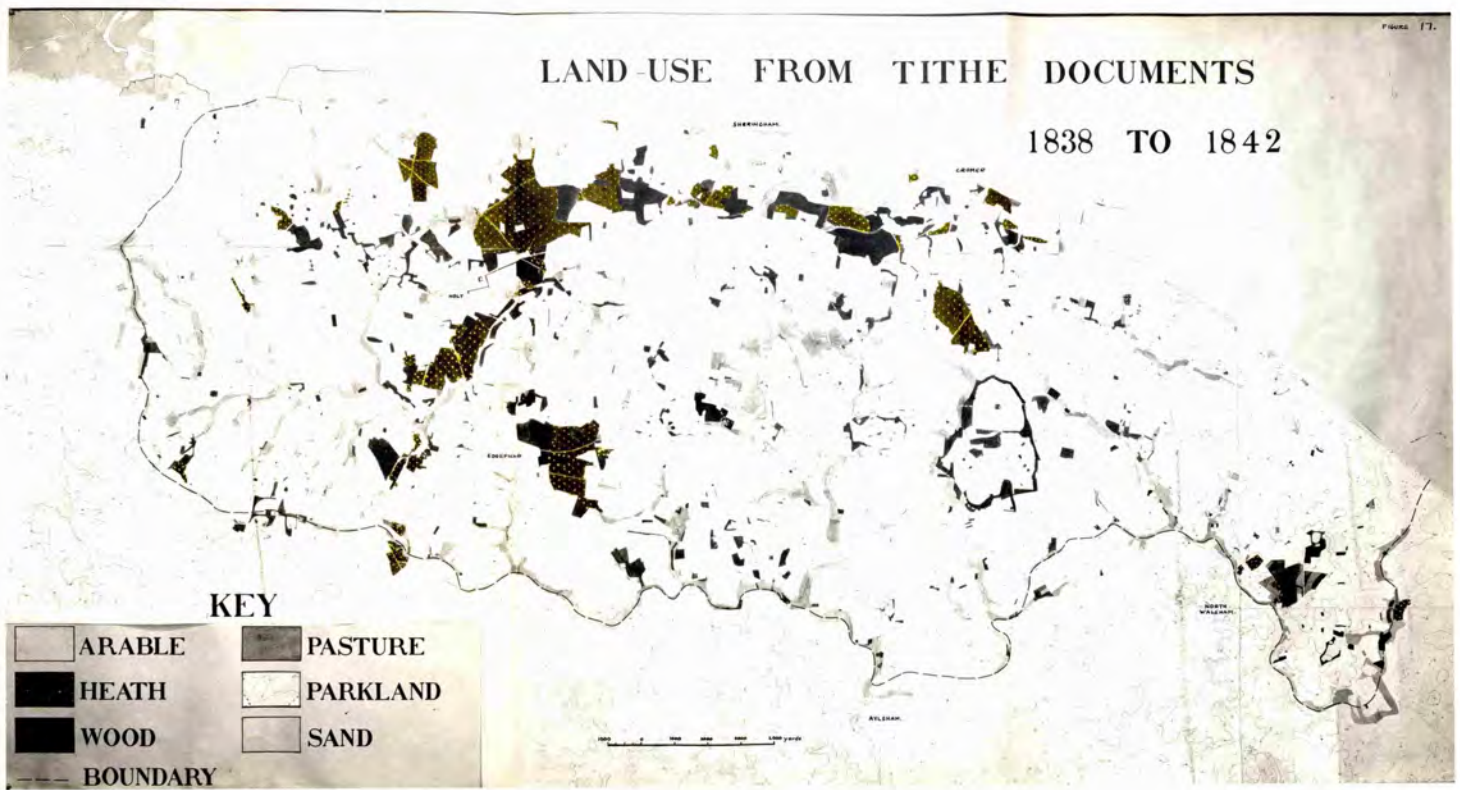 FIGURE 17.
LAND-USE FROM TITHE DOCUMENTS
1838 TO 1842
SHERINGHAM.
CROMER
HOLT
EDGEFIELD
NORTH
WALSHAM.
AYLSHAM.
KEY
ARABLE
PASTURE
HEATH
PARKLAND
WOOD
SAND
BOUNDARY
yards